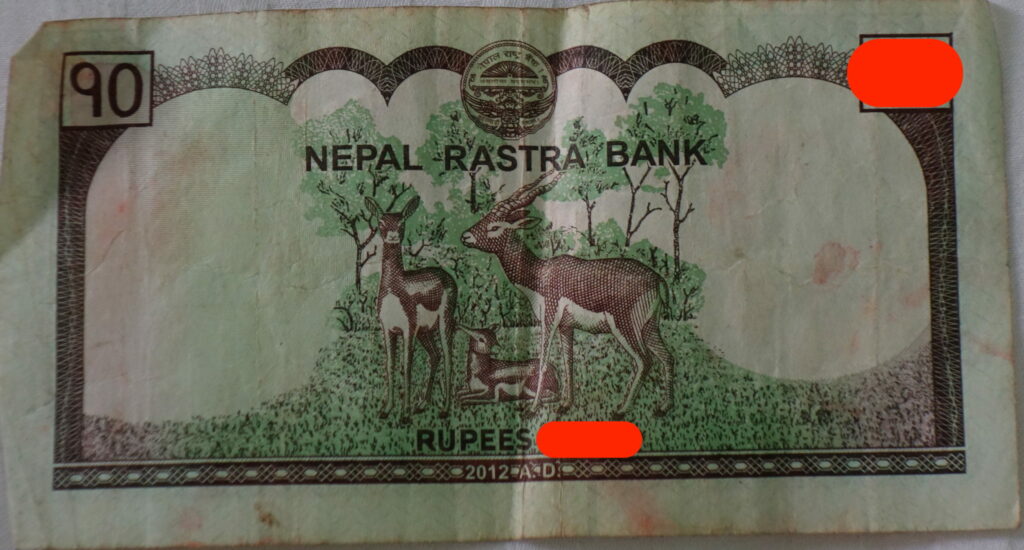 १०
नेपाल राष्ट्र बैंक
NEPAL RASTRA BANK
RUPEES
2012 A.D.